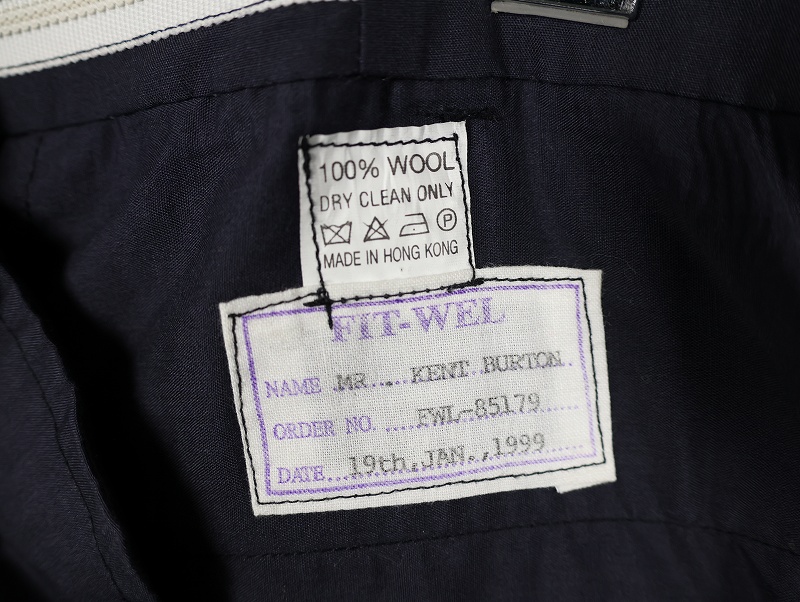 100% WOOL
DRY CLEAN ONLY
P
MADE IN HONG KONG
FIT-WEL
NAME MR.... KENT BURTON
ORDER NO. ....FWL-85179......
DATE...19th.JAN.,1999......